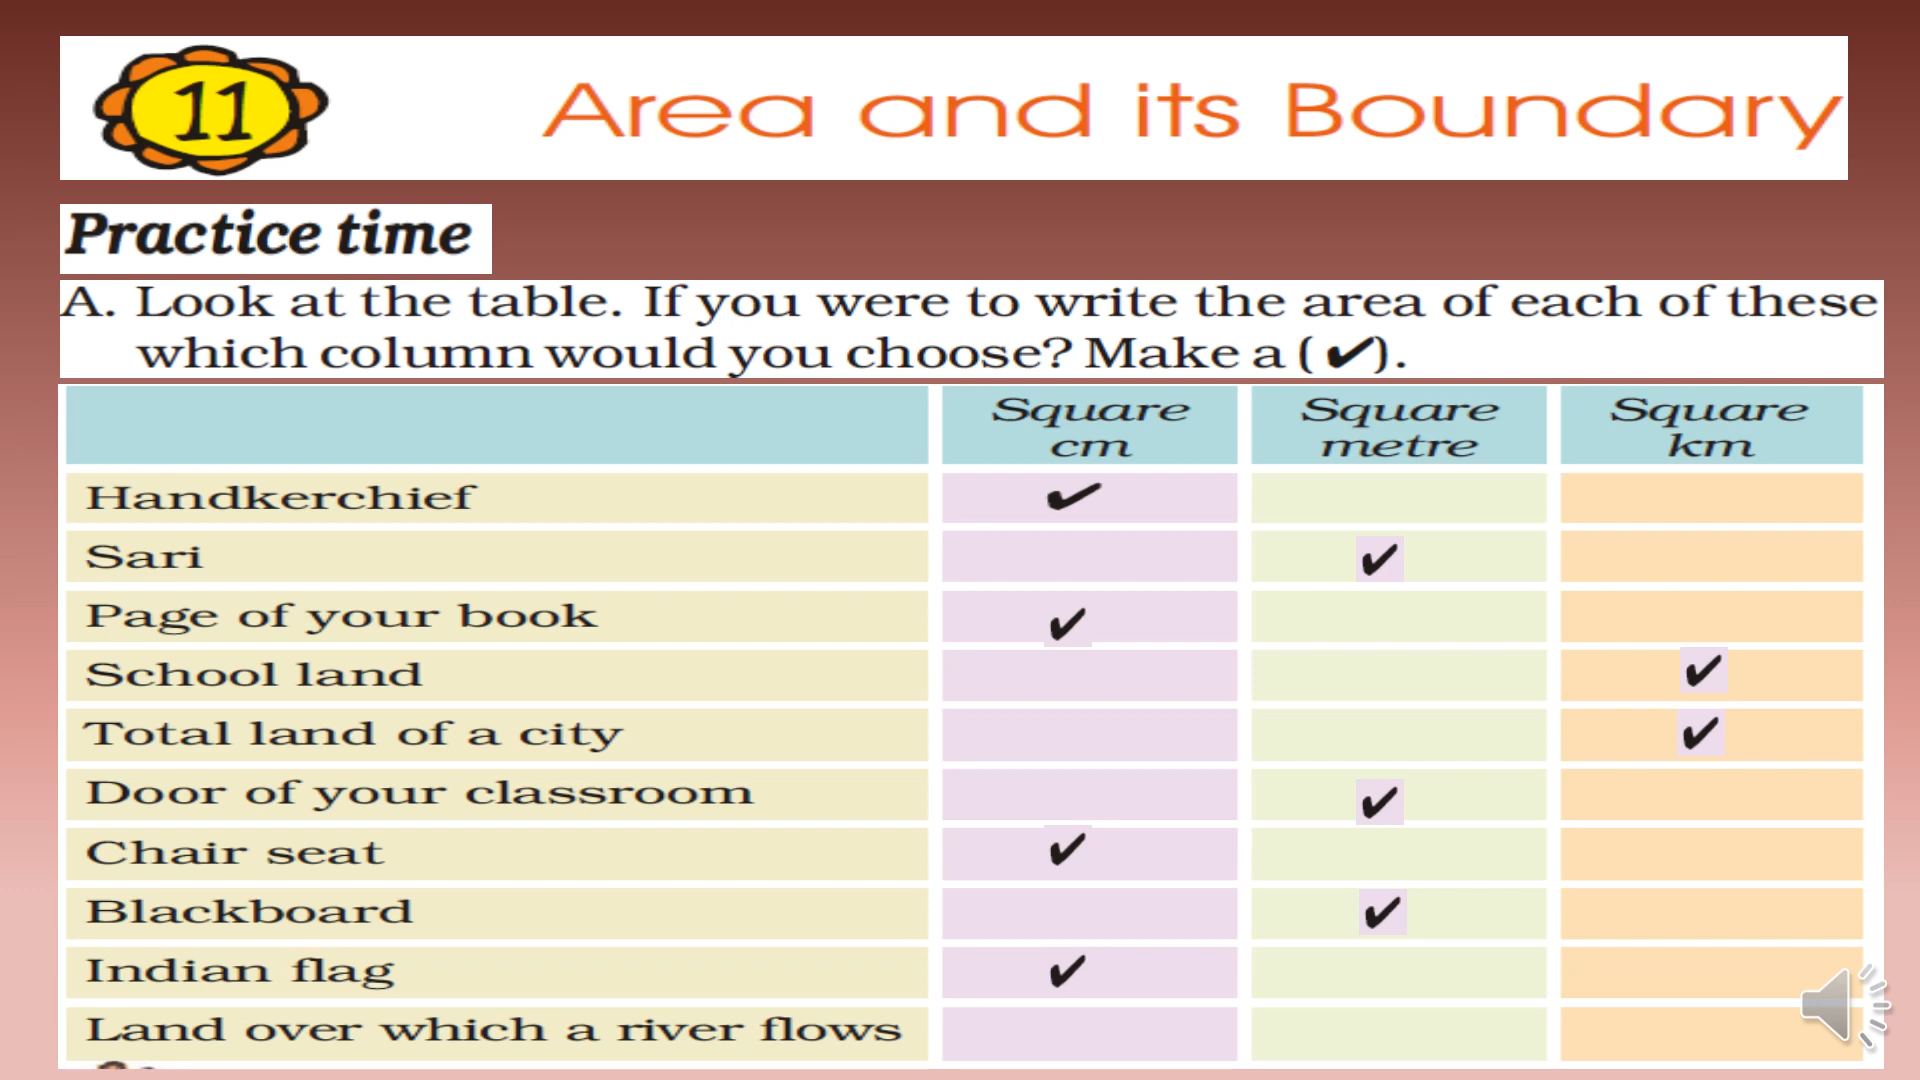 11
Area and its Boundary
Practice time
A. Look at the table. If you were to write the area of each of these
which column would you choose? Make a (✔).
Square cm
Square metre
Square km
Handkerchief ✔
Sari ✔
Page of your book ✔
School land ✔
Total land of a city ✔
Door of your classroom ✔
Chair seat ✔
Blackboard ✔
Indian flag ✔
Land over which a river flows